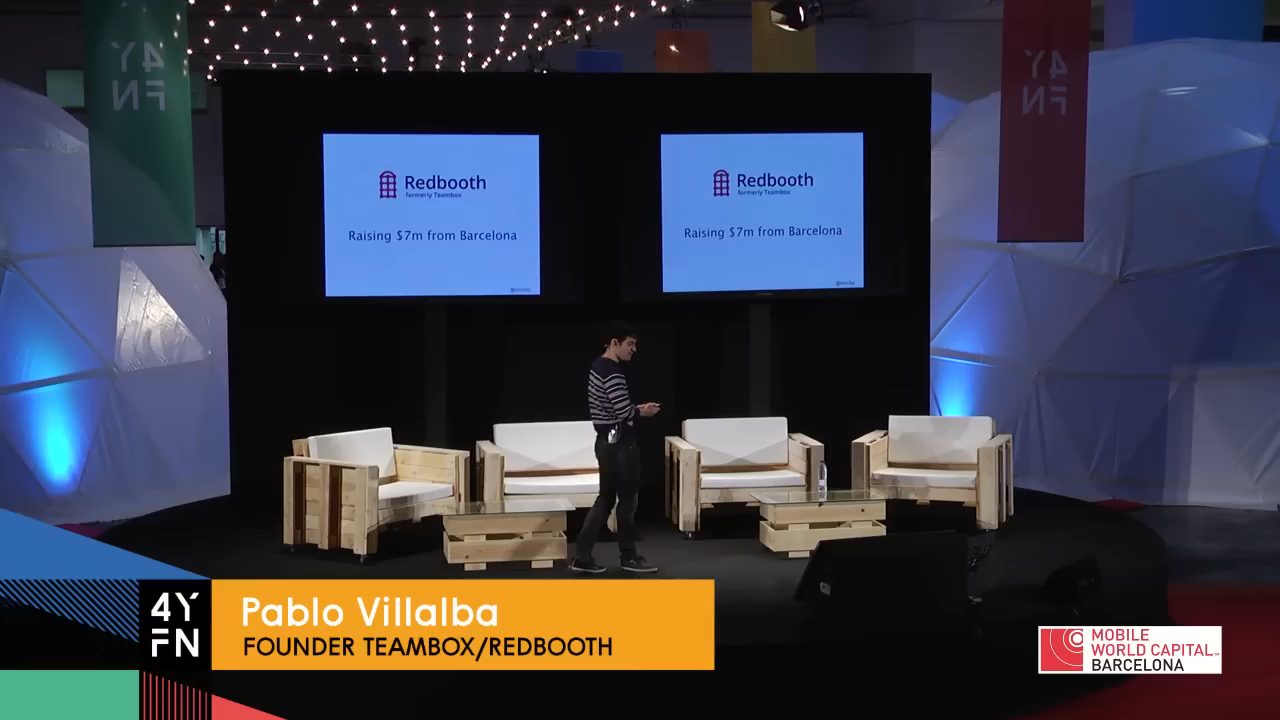 4Y
FN
4Y
FN
Redbooth
formerly Teambox
Raising $7m from Barcelona
Redbooth
formerly Teambox
Raising $7m from Barcelona
4Y
FN
Pablo Villalba
FOUNDER TEAMBOX/REDBOOTH
MOBILE
WORLD CAPITAL
BARCELONA